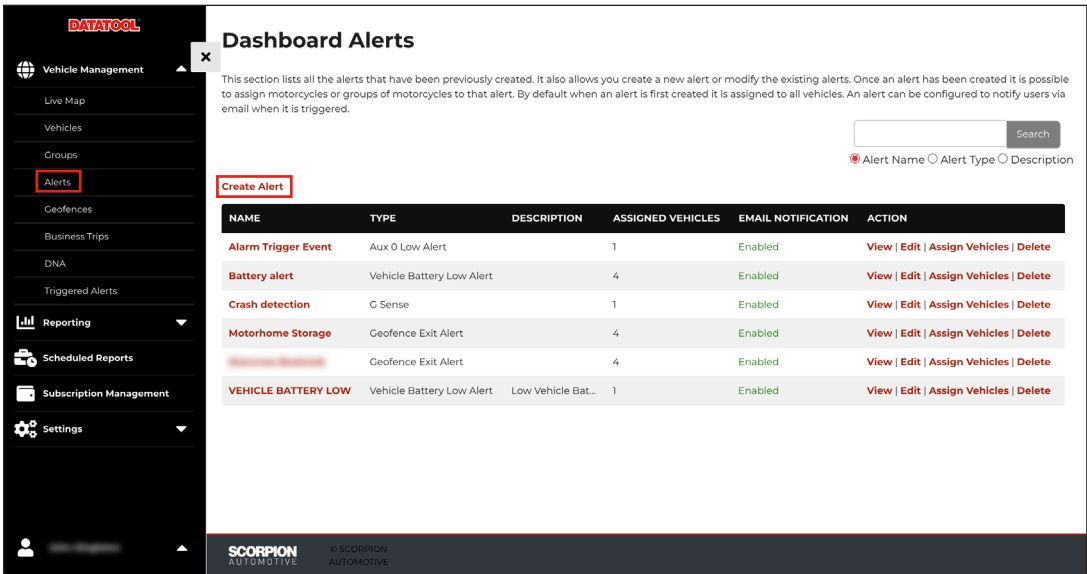 DATATOOL
Vehicle Management
Live Map
Vehicles
Groups
Alerts
Geofences
Business Trips
DNA
Triggered Alerts
Reporting
Scheduled Reports
Subscription Management
Settings
Dashboard Alerts
This section lists all the alerts that have been previously created. It also allows you create a new alert or modify the existing alerts. Once an alert has been created it is possible
to assign motorcycles or groups of motorcycles to that alert. By default when an alert is first created it is assigned to all vehicles. An alert can be configured to notify users via
email when it is triggered.
Search
Alert Name Alert Type Description
Create Alert
NAME TYPE DESCRIPTION ASSIGNED VEHICLES EMAIL NOTIFICATION ACTION
Alarm Trigger Event Aux 0 Low Alert 1 Enabled View | Edit | Assign Vehicles | Delete
Battery alert Vehicle Battery Low Alert 4 Enabled View | Edit | Assign Vehicles | Delete
Crash detection G Sense 1 Enabled View | Edit | Assign Vehicles | Delete
Motorhome Storage Geofence Exit Alert 4 Enabled View | Edit | Assign Vehicles | Delete
Geofence Exit Alert 4 Enabled View | Edit | Assign Vehicles | Delete
VEHICLE BATTERY LOW Vehicle Battery Low Alert Low Vehicle Bat... 1 Enabled View | Edit | Assign Vehicles | Delete
SCORPION
AUTOMOTIVE
© SCORPION
AUTOMOTIVE